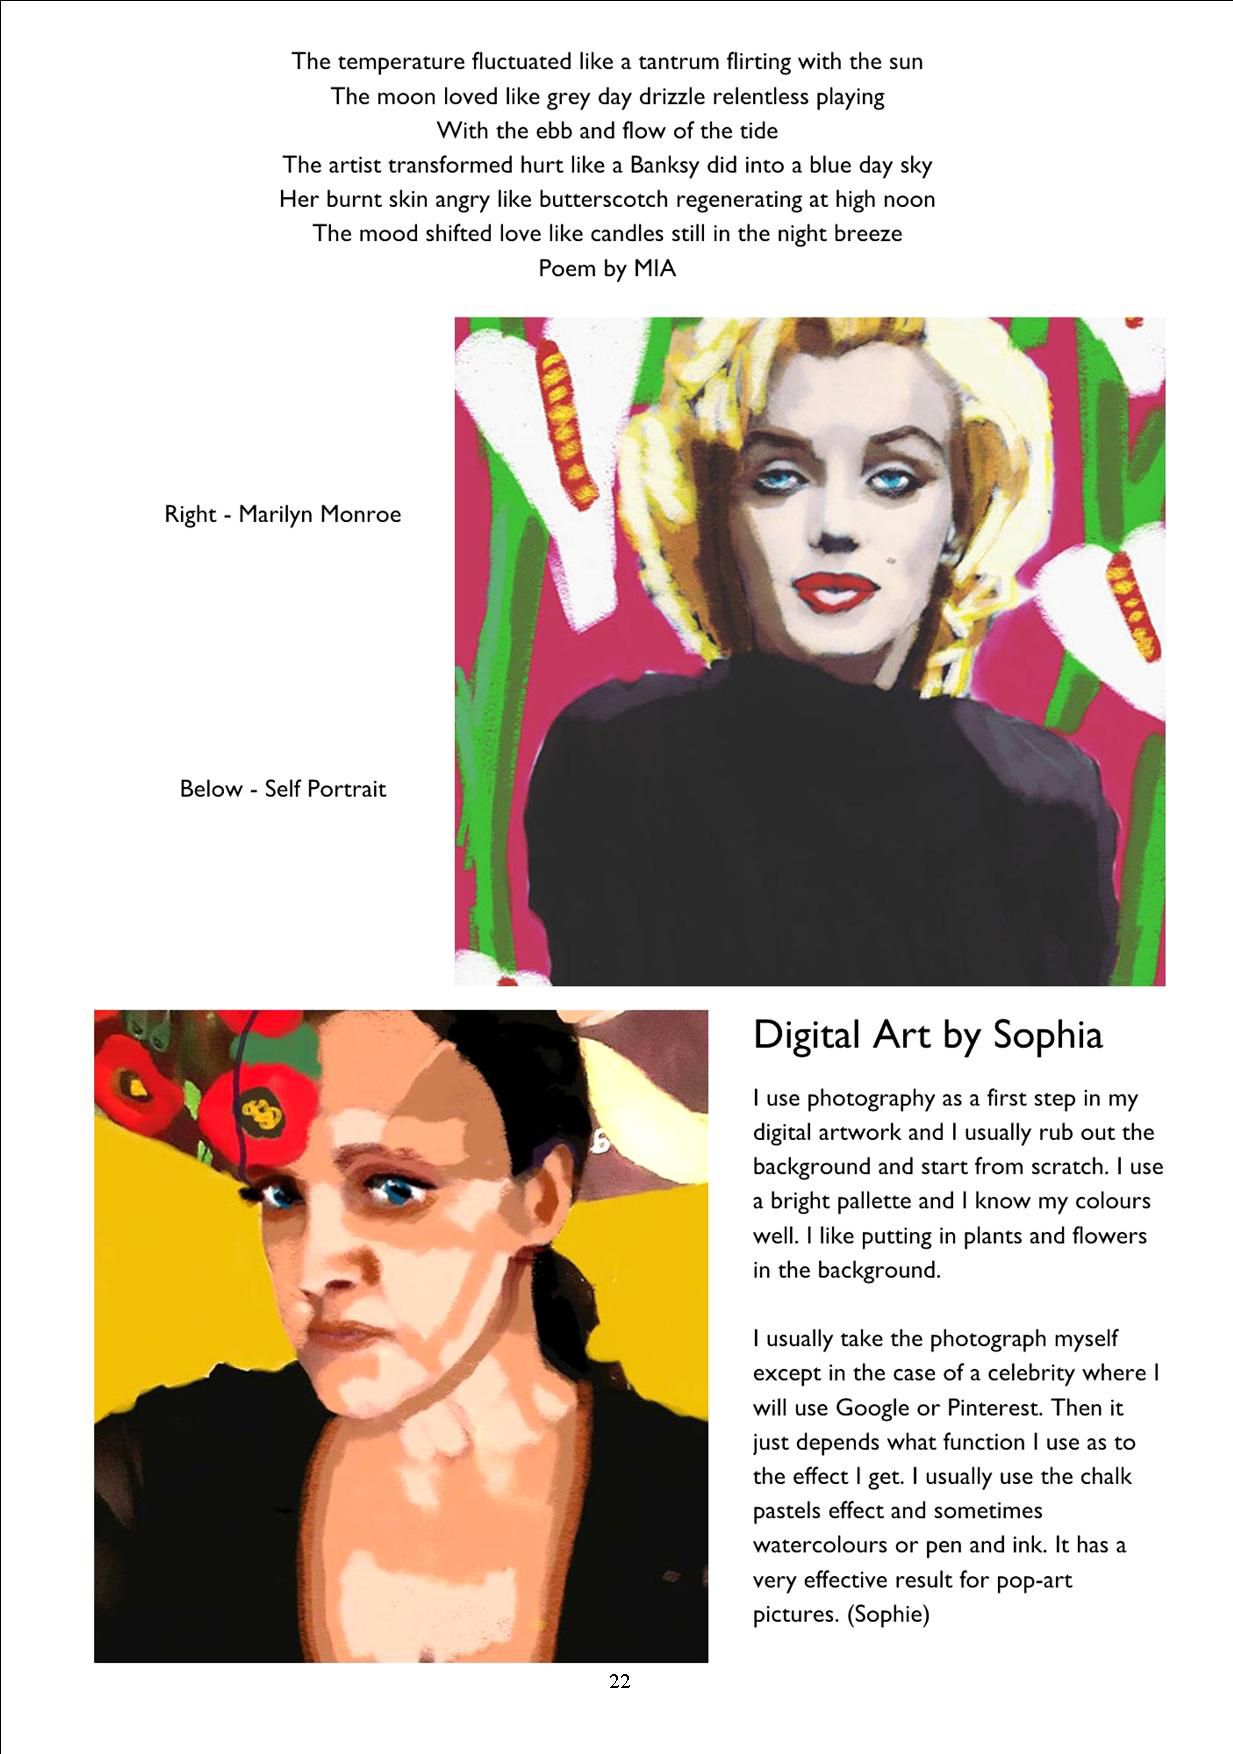 The temperature fluctuated like a tantrum flirting with the sun
The moon loved like grey day drizzle relentless playing
With the ebb and flow of the tide
The artist transformed hurt like a Banksy did into a blue day sky
Her burnt skin angry like butterscotch regenerating at high noon
The mood shifted love like candles still in the night breeze
Poem by MIA
Right - Marilyn Monroe
Below - Self Portrait
Digital Art by Sophia
I use photography as a first step in my
digital artwork and I usually rub out the
background and start from scratch. I use
a bright pallette and I know my colours
well. I like putting in plants and flowers
in the background.
I usually take the photograph myself
except in the case of a celebrity where I
will use Google or Pinterest. Then it
just depends what function I use as to
the effect I get. I usually use the chalk
pastels effect and sometimes
watercolours or pen and ink. It has a
very effective result for pop-art
pictures. (Sophie)
22